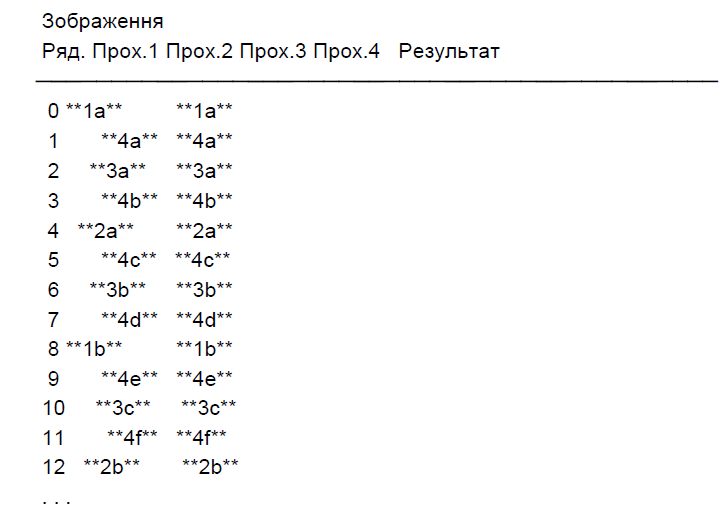 Зображення
Ряд. Прох.1 Прох.2 Прох.3 Прох.4 Результат
0 **1a** **1a**
1 **4a** **4a**
2 **3a** **3a**
3 **4b** **4b**
4 **2a** **2a**
5 **4c** **4c**
6 **3b** **3b**
7 **4d** **4d**
8 **1b** **1b**
9 **4e** **4e**
10 **3c** **3c**
11 **4f** **4f**
12 **2b** **2b**
. . .